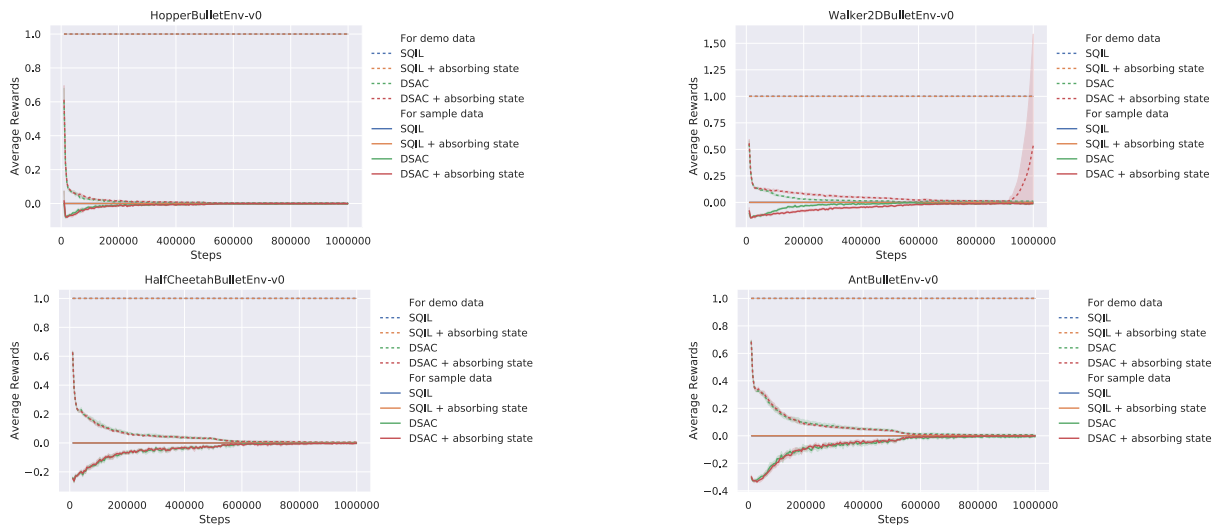 HopperBulletEnv-v0
Average Rewards
1.0
0.8
0.6
0.4
0.2
0.0
0
200000
400000
600000
800000
1000000
Steps
For demo data
SQIL
SQIL + absorbing state
DSAC
DSAC + absorbing state
For sample data
SQIL
SQIL + absorbing state
DSAC
DSAC + absorbing state
Walker2DBulletEnv-v0
Average Rewards
1.50
1.25
1.00
0.75
0.50
0.25
0.00
0
200000
400000
600000
800000
1000000
Steps
For demo data
SQIL
SQIL + absorbing state
DSAC
DSAC + absorbing state
For sample data
SQIL
SQIL + absorbing state
DSAC
DSAC + absorbing state
HalfCheetahBulletEnv-v0
Average Rewards
1.0
0.8
0.6
0.4
0.2
0.0
−0.2
0
200000
400000
600000
800000
1000000
Steps
For demo data
SQIL
SQIL + absorbing state
DSAC
DSAC + absorbing state
For sample data
SQIL
SQIL + absorbing state
DSAC
DSAC + absorbing state
AntBulletEnv-v0
Average Rewards
1.0
0.8
0.6
0.4
0.2
0.0
−0.2
−0.4
0
200000
400000
600000
800000
1000000
Steps
For demo data
SQIL
SQIL + absorbing state
DSAC
DSAC + absorbing state
For sample data
SQIL
SQIL + absorbing state
DSAC
DSAC + absorbing state